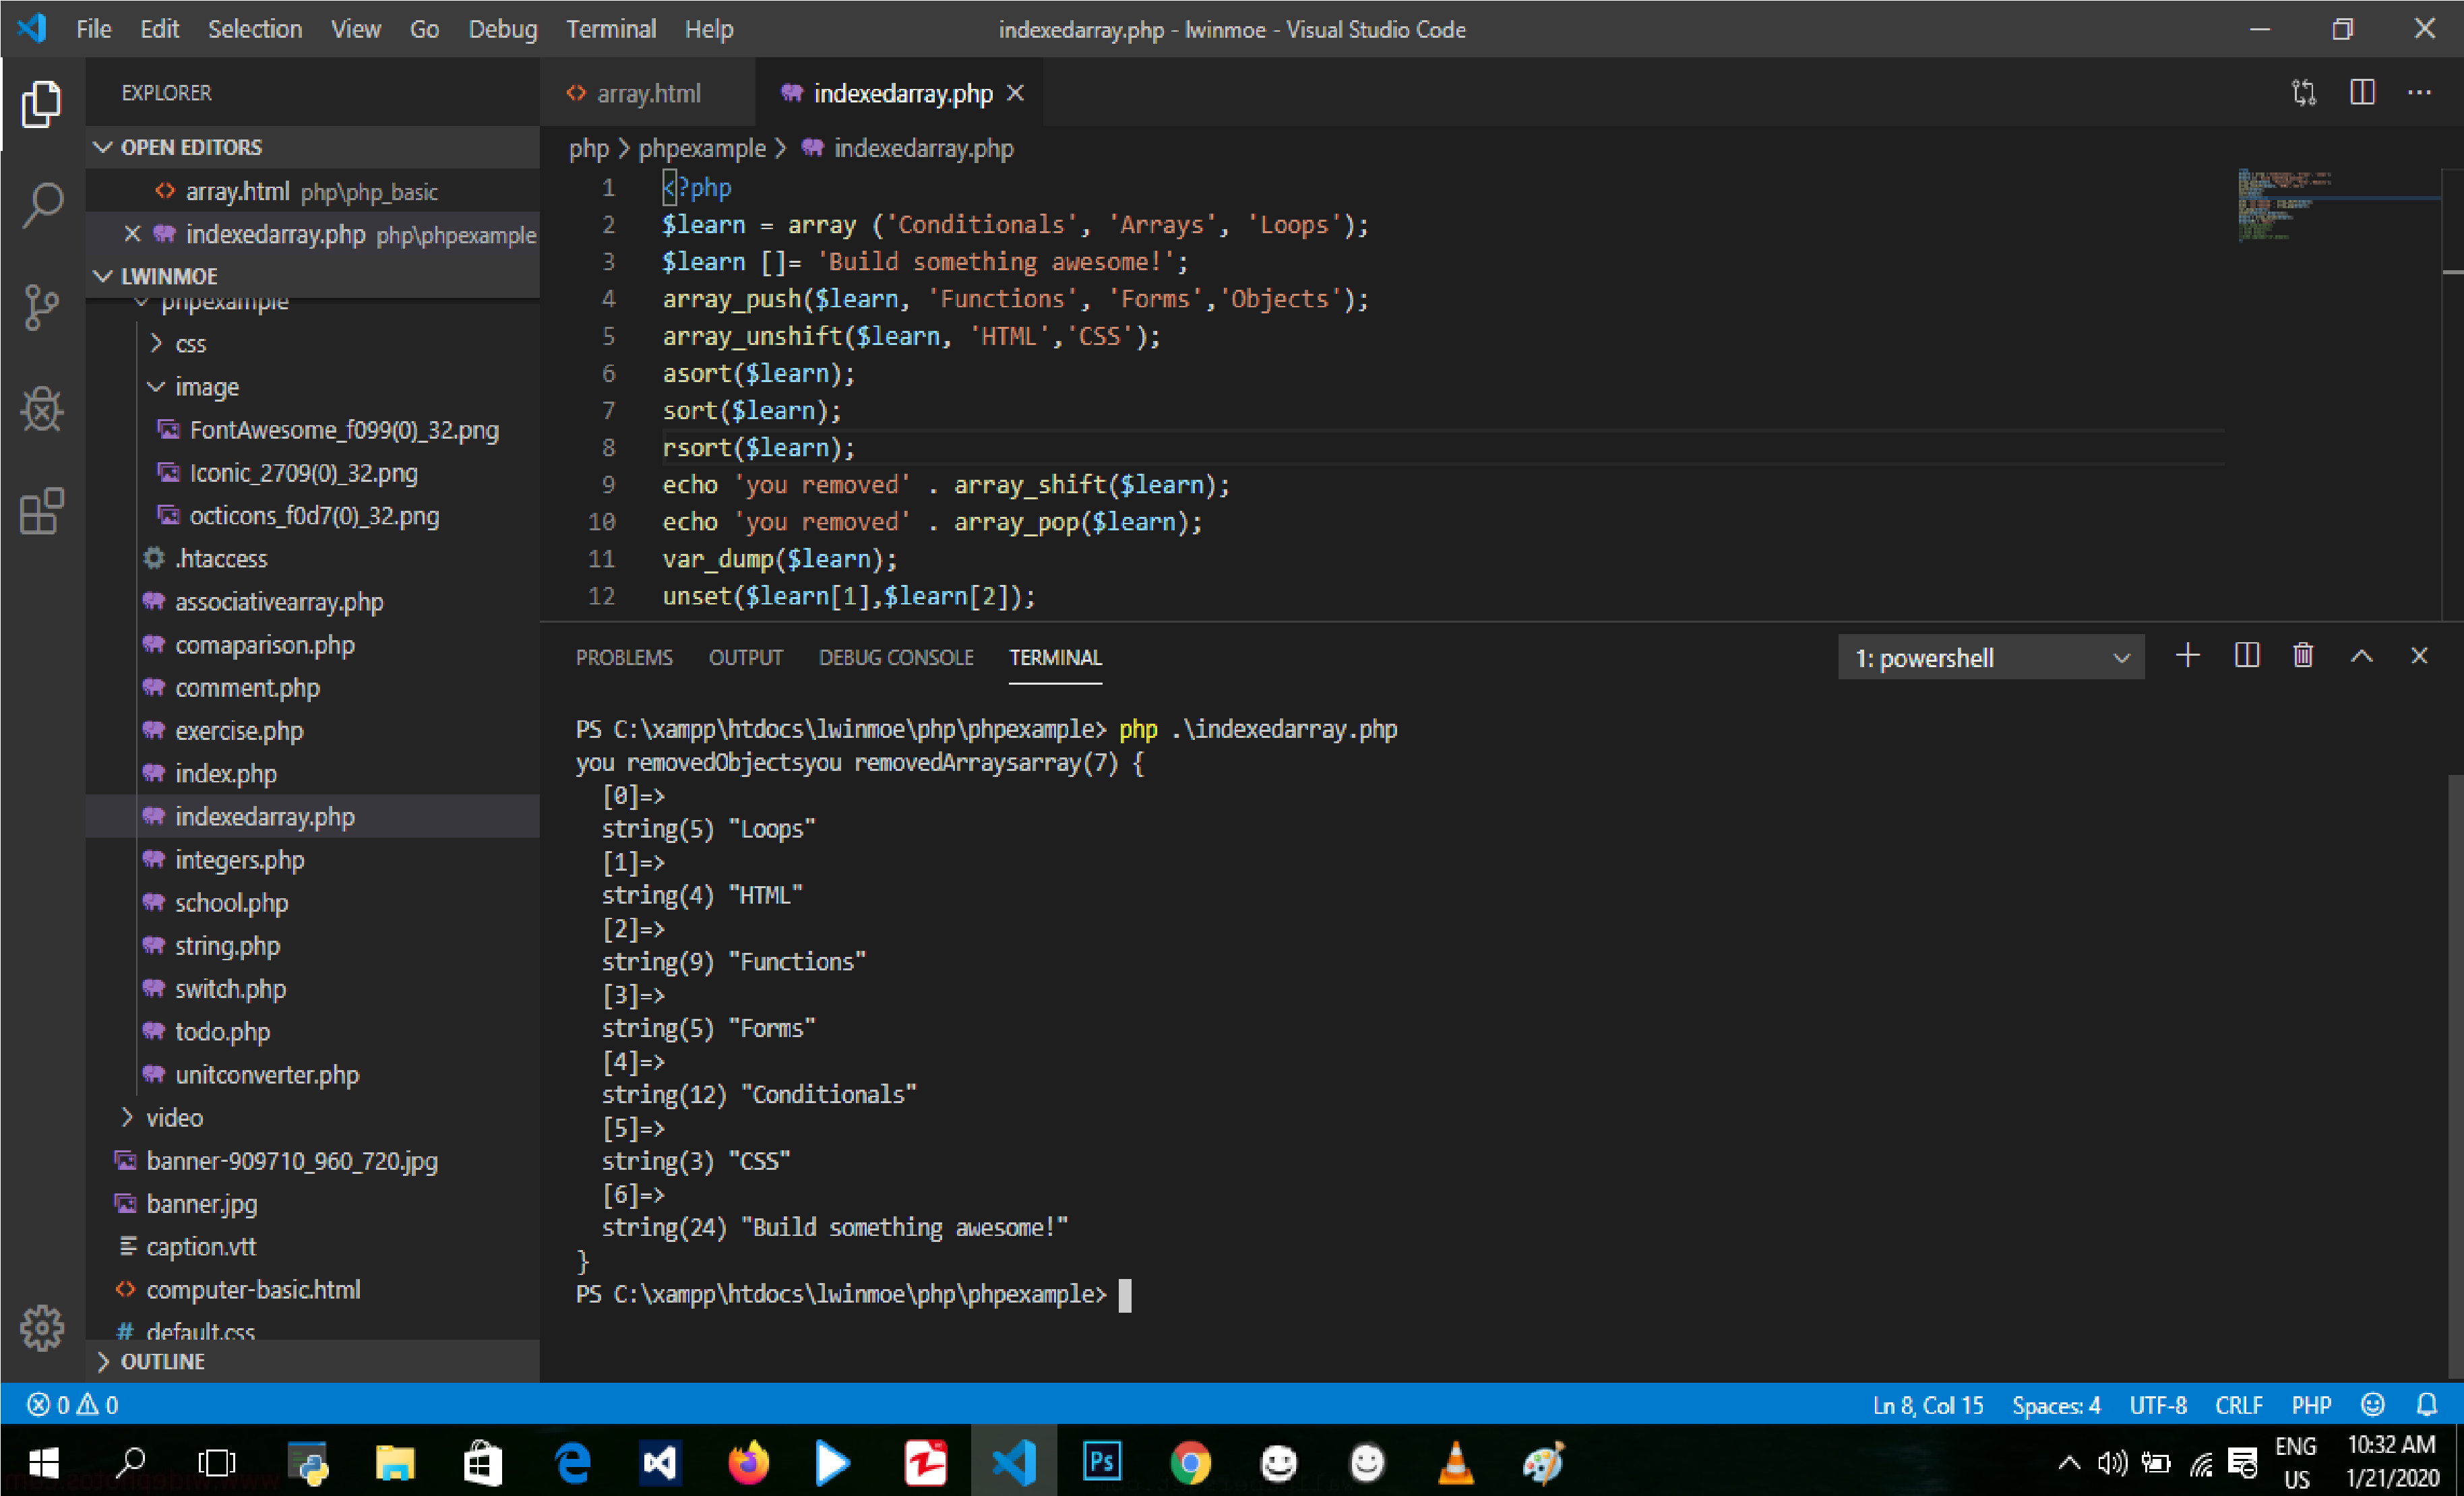 File Edit Selection View Go Debug Terminal Help
indexedarray.php - lwinmoe - Visual Studio Code
EXPLORER
OPEN EDITORS
array.html php\php_basic
indexedarray.php php\phpexample
LWINMOE
phpexample
css
image
FontAwesome_f099(0)_32.png
Iconic_2709(0)_32.png
octicons_f0d7(0)_32.png
.htaccess
associativearray.php
comaparison.php
comment.php
exercise.php
index.php
indexedarray.php
integers.php
school.php
string.php
switch.php
todo.php
unitconverter.php
video
banner-909710_960_720.jpg
banner.jpg
caption.vtt
computer-basic.html
default.css
OUTLINE
array.html
indexedarray.php
php > phpexample > indexedarray.php
1 <?php
2 $learn = array ('Conditionals', 'Arrays', 'Loops');
3 $learn []= 'Build something awesome!';
4 array_push($learn, 'Functions', 'Forms','Objects');
5 array_unshift($learn, 'HTML','CSS');
6 asort($learn);
7 sort($learn);
8 rsort($learn);
9 echo 'you removed' . array_shift($learn);
10 echo 'you removed' . array_pop($learn);
11 var_dump($learn);
12 unset($learn[1],$learn[2]);
PROBLEMS OUTPUT DEBUG CONSOLE TERMINAL
1: powershell
PS C:\xampp\htdocs\lwinmoe\php\phpexample> php .\indexedarray.php
you removedObjectsyou removedArraysarray(7) {
[0]=>
string(5) "Loops"
[1]=>
string(4) "HTML"
[2]=>
string(9) "Functions"
[3]=>
string(5) "Forms"
[4]=>
string(12) "Conditionals"
[5]=>
string(3) "CSS"
[6]=>
string(24) "Build something awesome!"
}
PS C:\xampp\htdocs\lwinmoe\php\phpexample>
0 0
Ln 8, Col 15 Spaces: 4 UTF-8 CRLF PHP
Ps
ENG
US
10:32 AM
1/21/2020